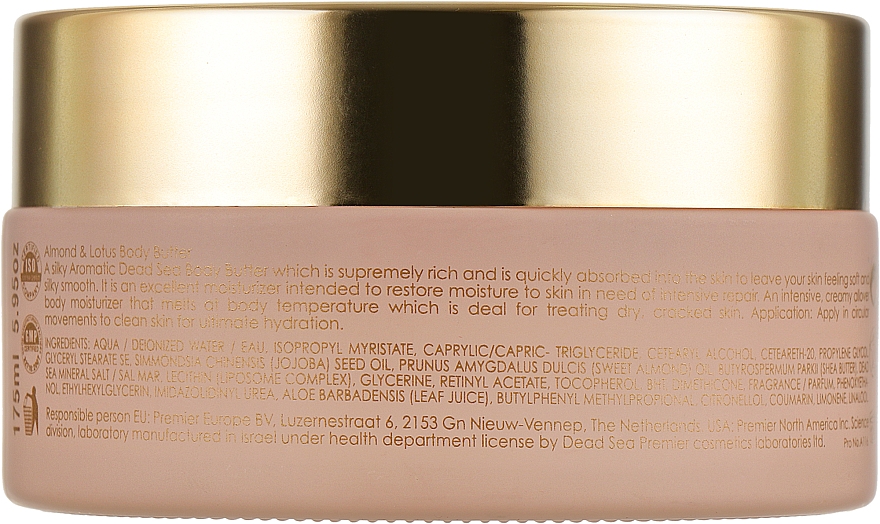 Almond & Lotus Body Butter
A silky Aromatic Dead Sea Body Butter which is supremely rich and is quickly absorbed into the skin to leave your skin feeling soft and
silky smooth. It is an excellent moisturizer intended to restore moisture to skin in need of intensive repair. An intensive, creamy above
body moisturizer that melts at body temperature which is deal for treating dry, cracked skin. Application: Apply in circular
movements to clean skin for ultimate hydration.
INGREDIENTS: AQUA / DEIONIZED WATER / EAU, ISOPROPYL MYRISTATE, CAPRYLIC/CAPRIC- TRIGLYCERIDE, CETEARYL ALCOHOL, CETEARETH-20, PROPYLENE GLYCOL,
GLYCERYL STEARATE SE, SIMMONDSIA CHINENSIS (JOJOBA) SEED OIL, PRUNUS AMYGDALUS DULCIS (SWEET ALMOND) OIL, BUTYROSPERMUM PARKII (SHEA BUTTER), DEAD
SEA MINERAL SALT / SAL MAR, LECITHIN (LIPOSOME COMPLEX), GLYCERINE, RETINYL ACETATE, TOCOPHEROL, BHT, DIMETHICONE, FRAGRANCE / PARFUM, PHENOXYETHA-
NOL, ETHYLHEXYLGLYCERIN, IMIDAZOLIDINYL UREA, ALOE BARBADENSIS (LEAF JUICE), BUTYLPHENYL METHYLPROPIONAL, CITRONELLOL, COUMARIN, LIMONENE, LINALOOL
Responsible person EU: Premier Europe BV, Luzernestraat 6, 2153 Gn Nieuw-Vennep, The Netherlands. USA: Premier North America Inc. Science
division, laboratory manufactured in Israel under health department license by Dead Sea Premier cosmetics laboratories ltd. Pro No.
175ml 5.95oz
ISO
GMP